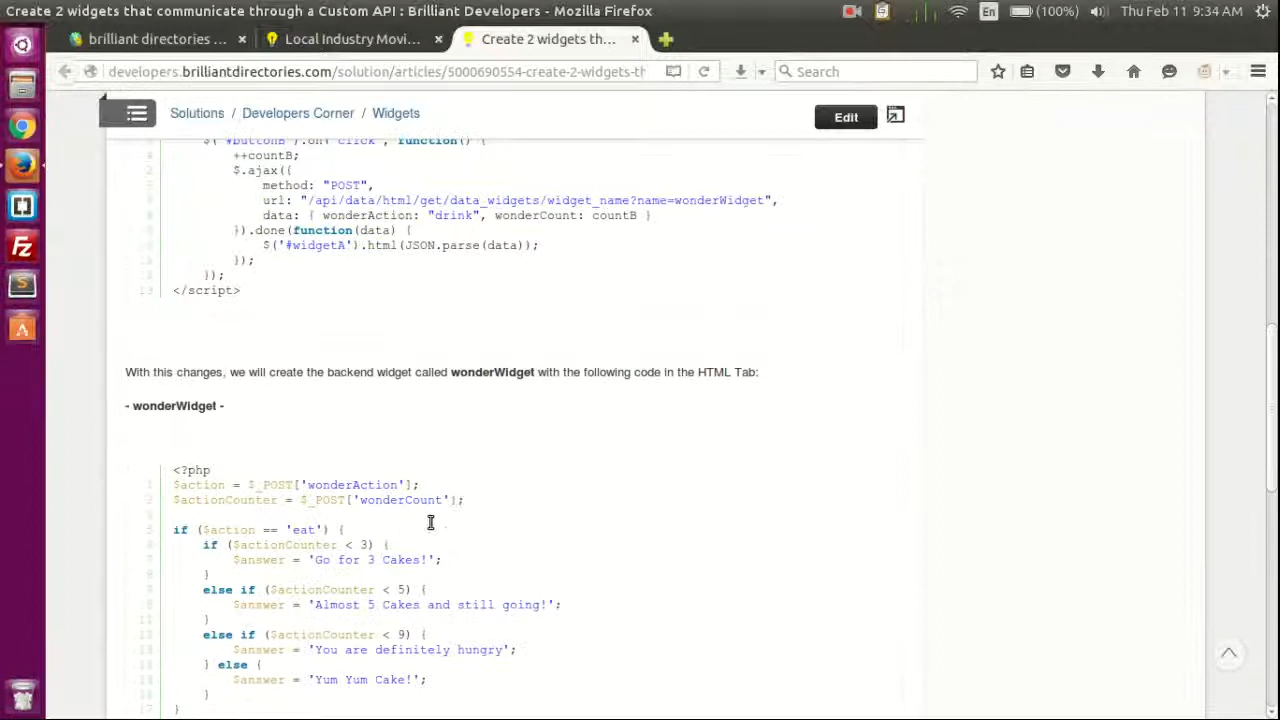 Create 2 widgets that communicate through a Custom API : Brilliant Developers - Mozilla Firefox
En
(100%)
Thu Feb 11 9:34 AM
brilliant directories ...
Local Industry Movi...
Create 2 widgets th...
developers.brilliantdirectories.com/solution/articles/5000690554-create-2-widgets-th
Search
Solutions / Developers Corner / Widgets
Edit
$("#buttonB").on("click", function() {
++countB;
$.ajax({
method: "POST",
url: "/api/data/html/get/data_widgets/widget_name?name=wonderWidget",
data: { wonderAction: "drink", wonderCount: countB }
}).done(function(data) {
$('#widgetA').html(JSON.parse(data));
});
});
</script>
With this changes, we will create the backend widget called wonderWidget with the following code in the HTML Tab:
- wonderWidget -
<?php
$action = $_POST['wonderAction'];
$actionCounter = $_POST['wonderCount'];
if ($action == 'eat') {
if ($actionCounter < 3) {
$answer = 'Go for 3 Cakes!';
}
else if ($actionCounter < 5) {
$answer = 'Almost 5 Cakes and still going!';
}
else if ($actionCounter < 9) {
$answer = 'You are definitely hungry';
} else {
$answer = 'Yum Yum Cake!';
}
}